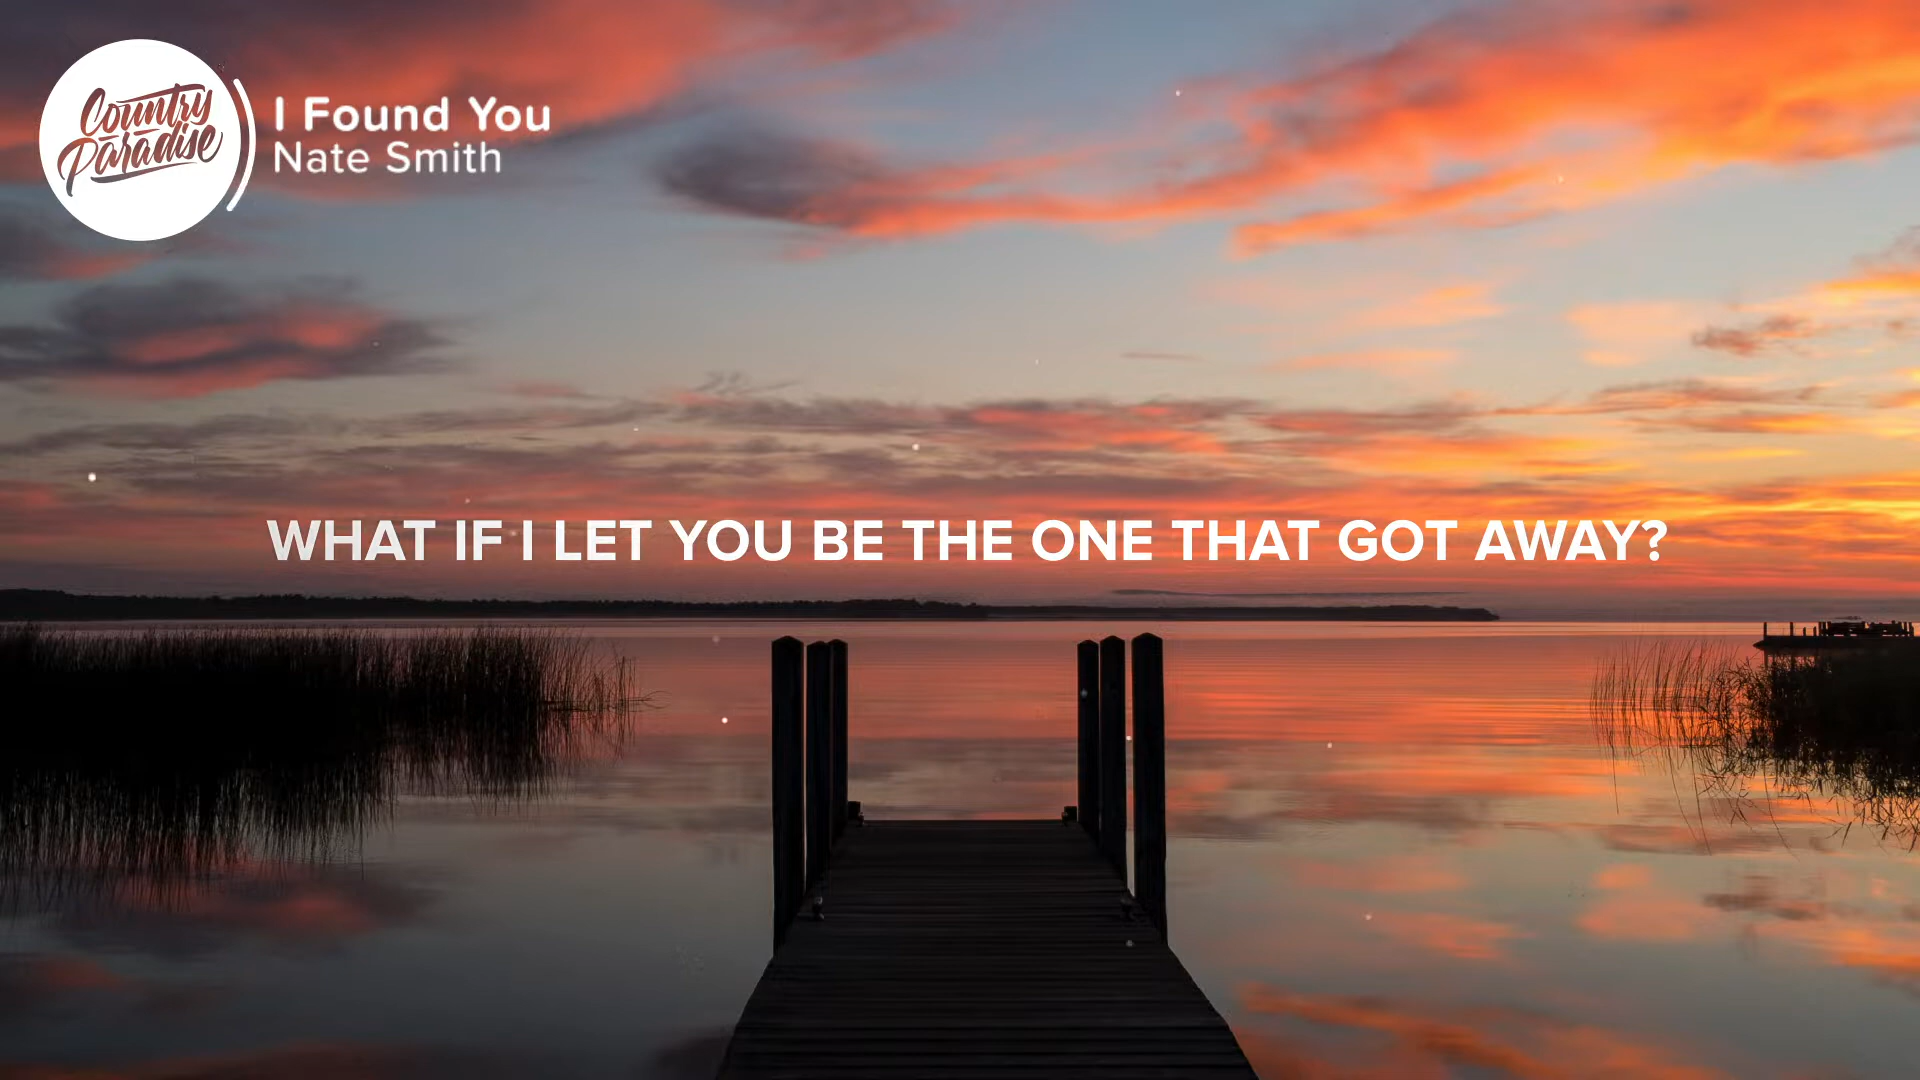 Country
Paradise
I Found You
Nate Smith
WHAT IF I LET YOU BE THE ONE THAT GOT AWAY?